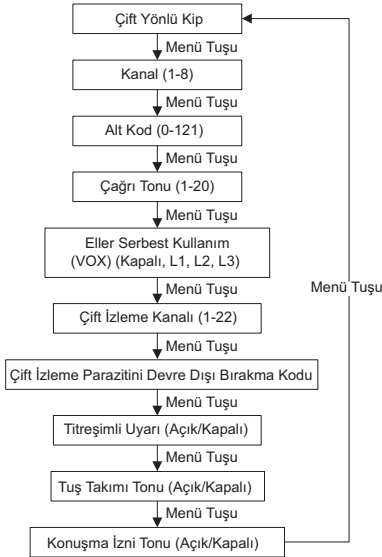 Çift Yönlü Kip
Menü Tuşu
Kanal (1-8)
Menü Tuşu
Alt Kod (0-121)
Menü Tuşu
Çağrı Tonu (1-20)
Menü Tuşu
Eller Serbest Kullanım
(VOX) (Kapalı, L1, L2, L3)
Menü Tuşu
Menü Tuşu
Çift İzleme Kanalı (1-22)
Menü Tuşu
Çift İzleme Parazitini Devre Dışı Bırakma Kodu
Menü Tuşu
Titreşimli Uyarı (Açık/Kapalı)
Menü Tuşu
Tuş Takımı Tonu (Açık/Kapalı)
Menü Tuşu
Konuşma İzni Tonu (Açık/Kapalı)